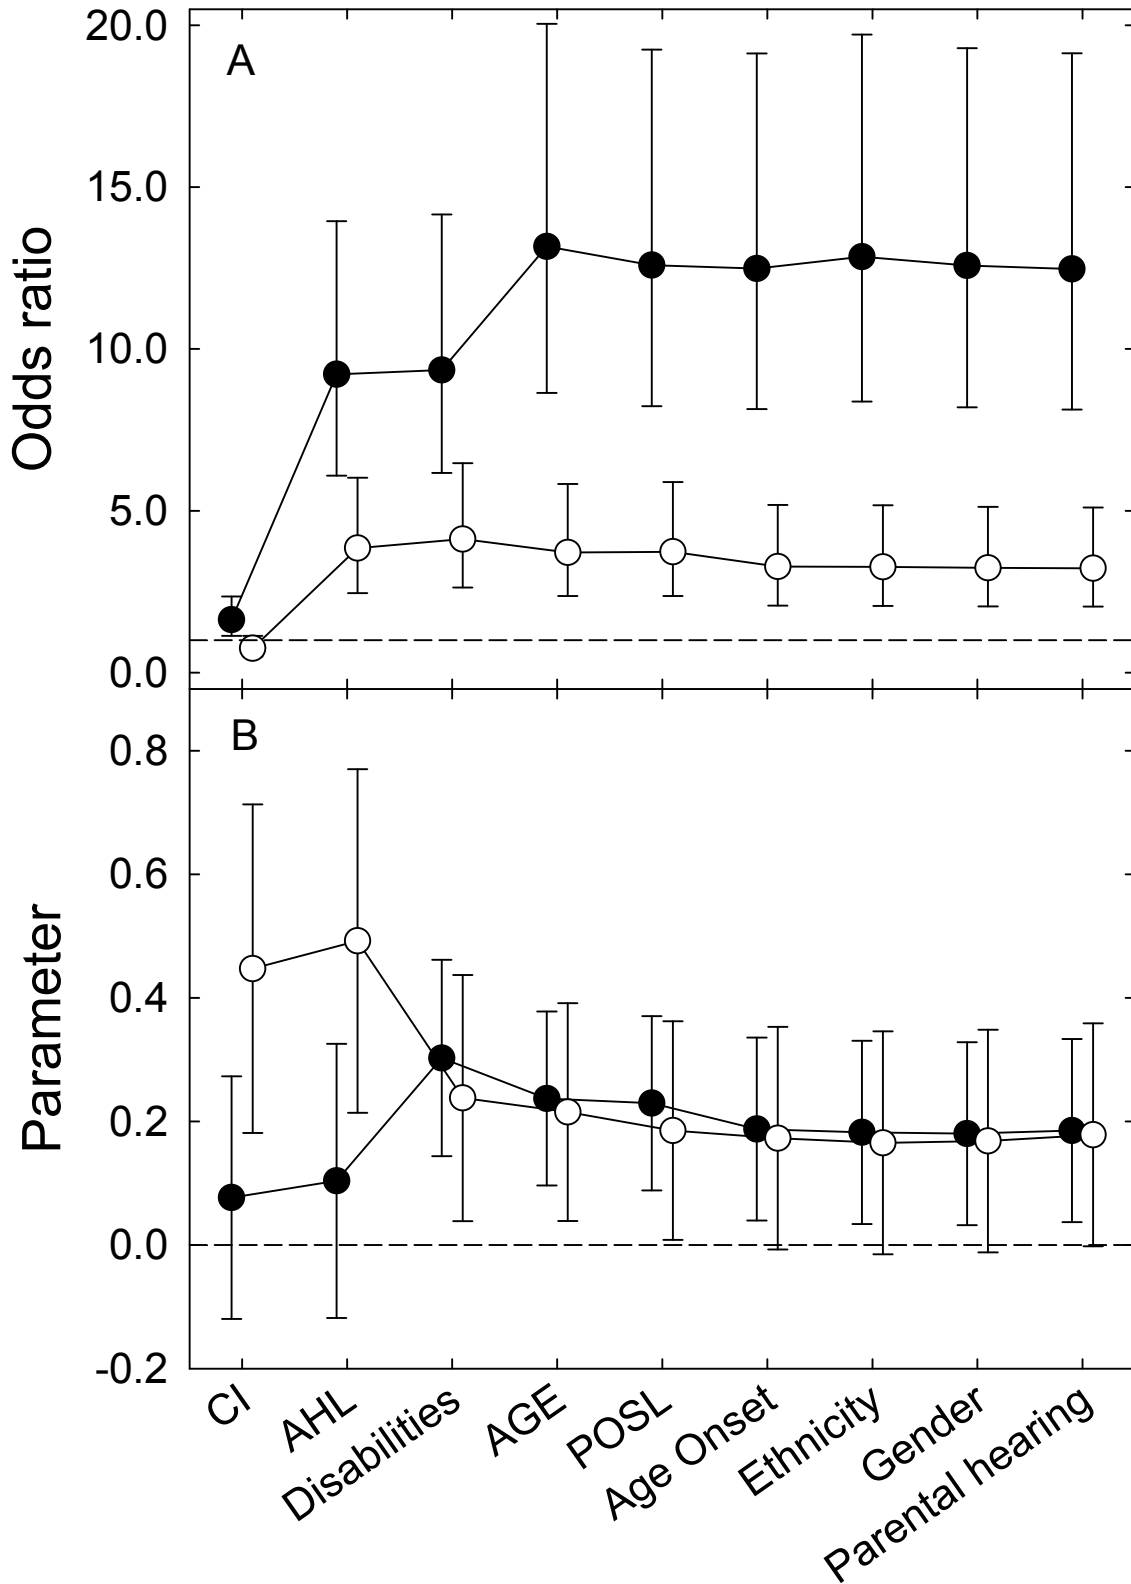 A
Odds ratio
20.0
15.0
10.0
5.0
0.0
B
Parameter
0.8
0.6
0.4
0.2
0.0
-0.2
CI
AHL
Disabilities
AGE
POSL
Age Onset
Ethnicity
Gender
Parental hearing